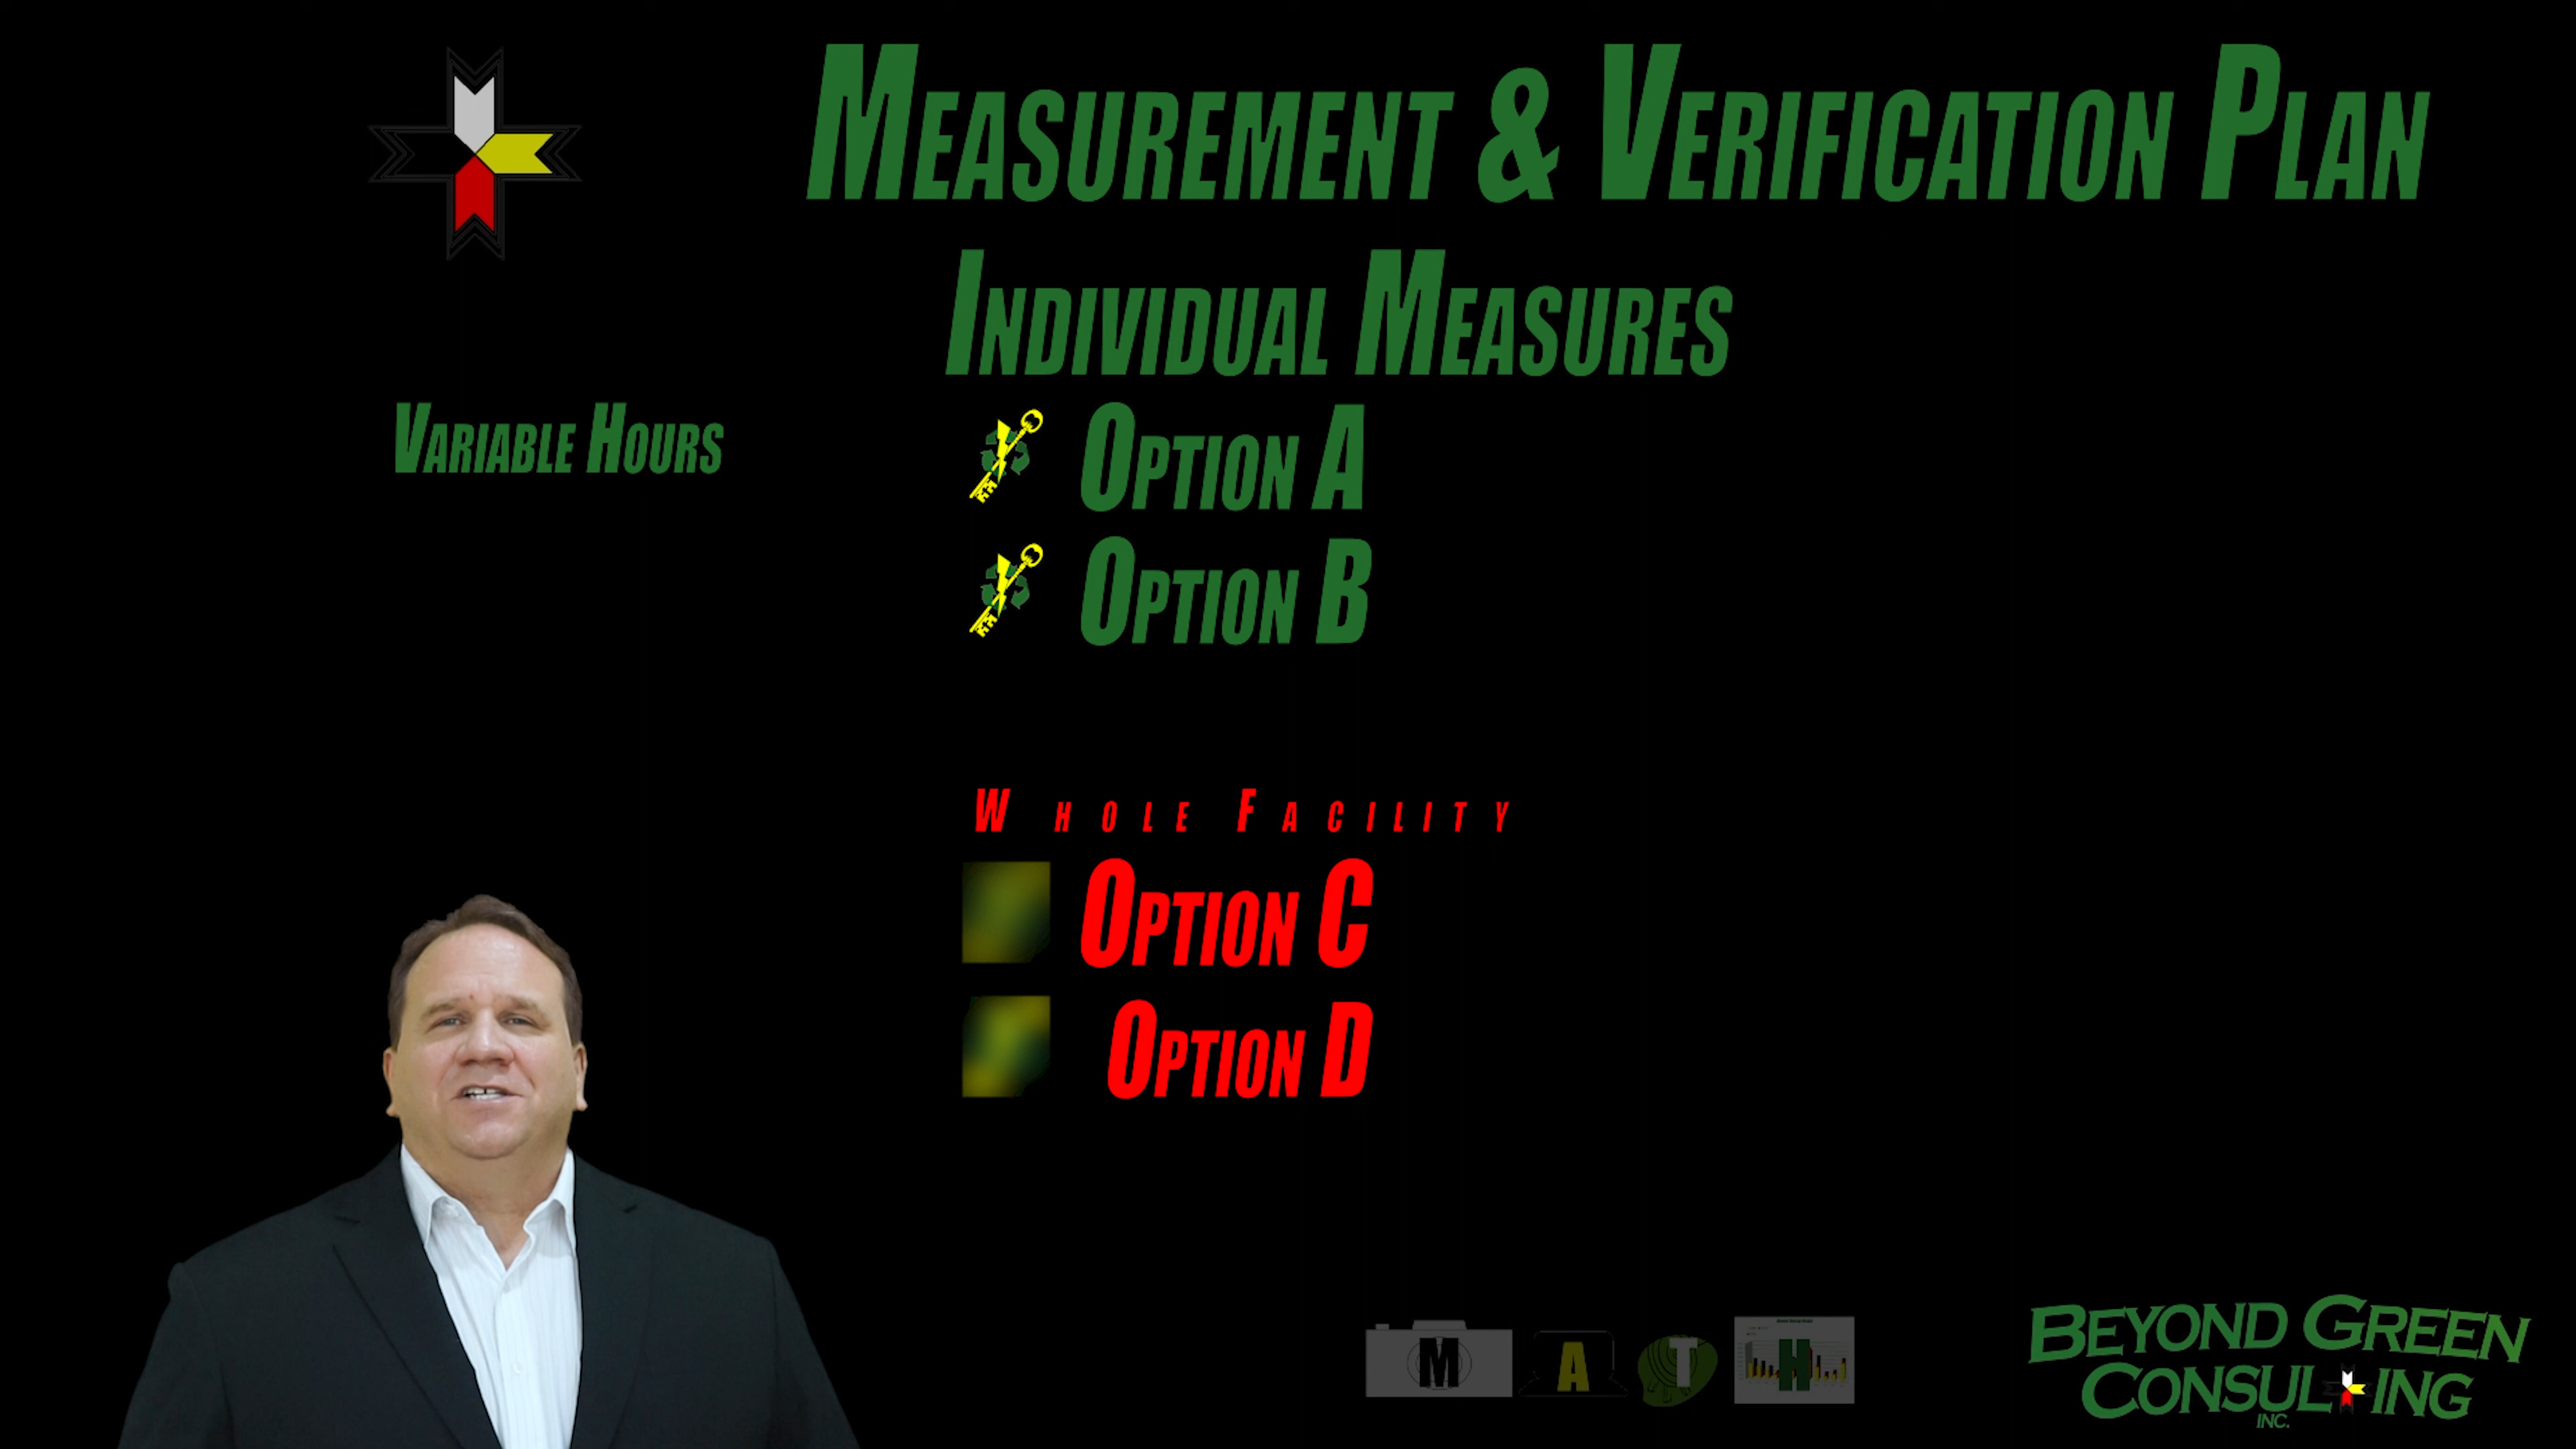 Measurement & Verification Plan
Individual Measures
Variable Hours
Option A
Option B
Whole Facility
Option C
Option D
M A T H
Beyond Green
Consulting
Inc.